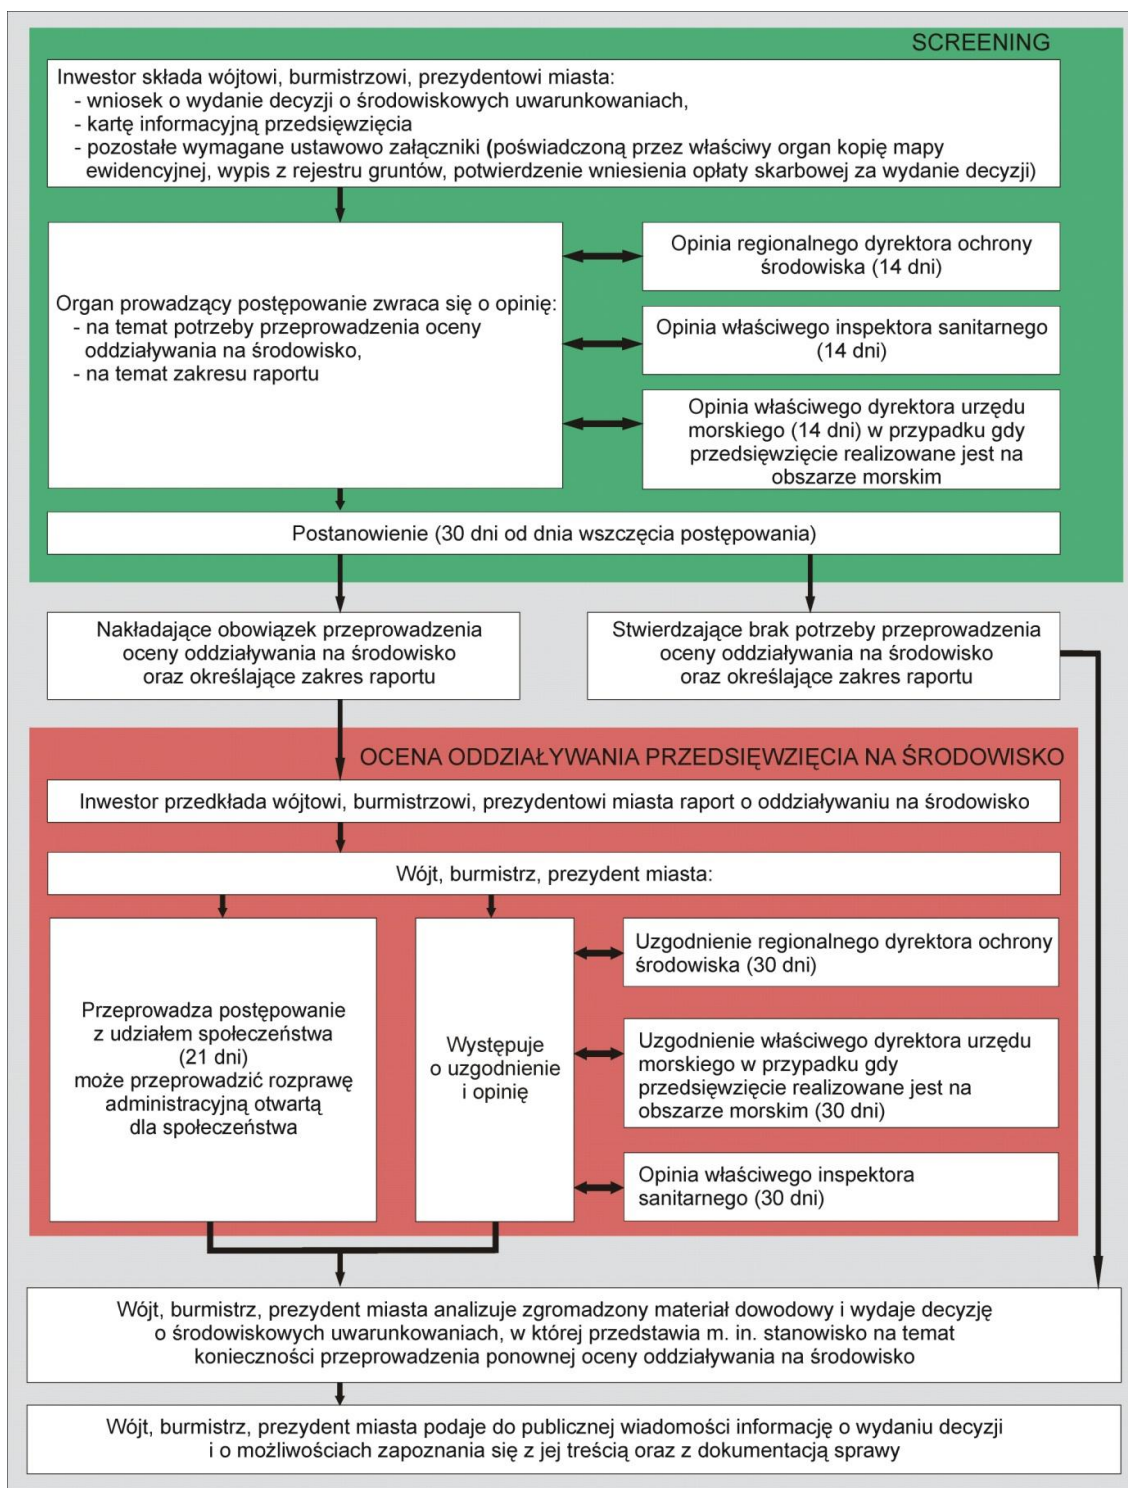 SCREENING
Inwestor składa wójtowi, burmistrzowi, prezydentowi miasta:
- wniosek o wydanie decyzji o środowiskowych uwarunkowaniach,
- kartę informacyjną przedsięwzięcia
- pozostałe wymagane ustawowo załączniki (poświadczoną przez właściwy organ kopię mapy
ewidencyjnej, wypis z rejestru gruntów, potwierdzenie wniesienia opłaty skarbowej za wydanie decyzji)
Organ prowadzący postępowanie zwraca się o opinię:
- na temat potrzeby przeprowadzenia oceny
oddziaływania na środowisko,
- na temat zakresu raportu
Opinia regionalnego dyrektora ochrony
środowiska (14 dni)
Opinia właściwego inspektora sanitarnego
(14 dni)
Opinia właściwego dyrektora urzędu
morskiego (14 dni) w przypadku gdy
przedsięwzięcie realizowane jest na
obszarze morskim
Postanowienie (30 dni od dnia wszczęcia postępowania)
Nakładające obowiązek przeprowadzenia
oceny oddziaływania na środowisko
oraz określające zakres raportu
Stwierdzające brak potrzeby przeprowadzenia
oceny oddziaływania na środowisko
oraz określające zakres raportu
OCENA ODDZIAŁYWANIA PRZEDSIĘWZIĘCIA NA ŚRODOWISKO
Inwestor przedkłada wójtowi, burmistrzowi, prezydentowi miasta raport o oddziaływaniu na środowisko
Wójt, burmistrz, prezydent miasta:
Przeprowadza postępowanie
z udziałem społeczeństwa
(21 dni)
może przeprowadzić rozprawę
administracyjną otwartą
dla społeczeństwa
Występuje
o uzgodnienie
i opinię
Uzgodnienie regionalnego dyrektora ochrony
środowiska (30 dni)
Uzgodnienie właściwego dyrektora urzędu
morskiego w przypadku gdy
przedsięwzięcie realizowane jest na
obszarze morskim (30 dni)
Opinia właściwego inspektora
sanitarnego (30 dni)
Wójt, burmistrz, prezydent miasta analizuje zgromadzony materiał dowodowy i wydaje decyzję
o środowiskowych uwarunkowaniach, w której przedstawia m. in. stanowisko na temat
konieczności przeprowadzenia ponownej oceny oddziaływania na środowisko
Wójt, burmistrz, prezydent miasta podaje do publicznej wiadomości informację o wydaniu decyzji
i o możliwościach zapoznania się z jej treścią oraz z dokumentacją sprawy